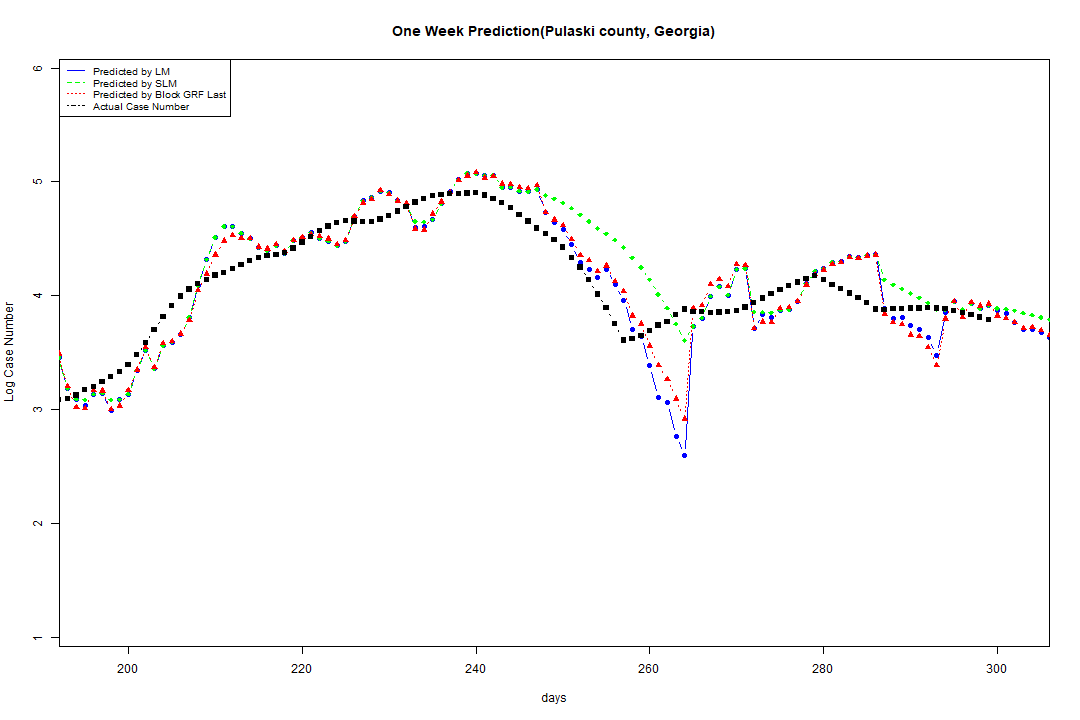 One Week Prediction(Pulaski county, Georgia)
Predicted by LM
Predicted by SLM
Predicted by Block GRF Last
Actual Case Number
6
5
4
3
2
1
Log Case Number
200 220 240 260 280 300
days